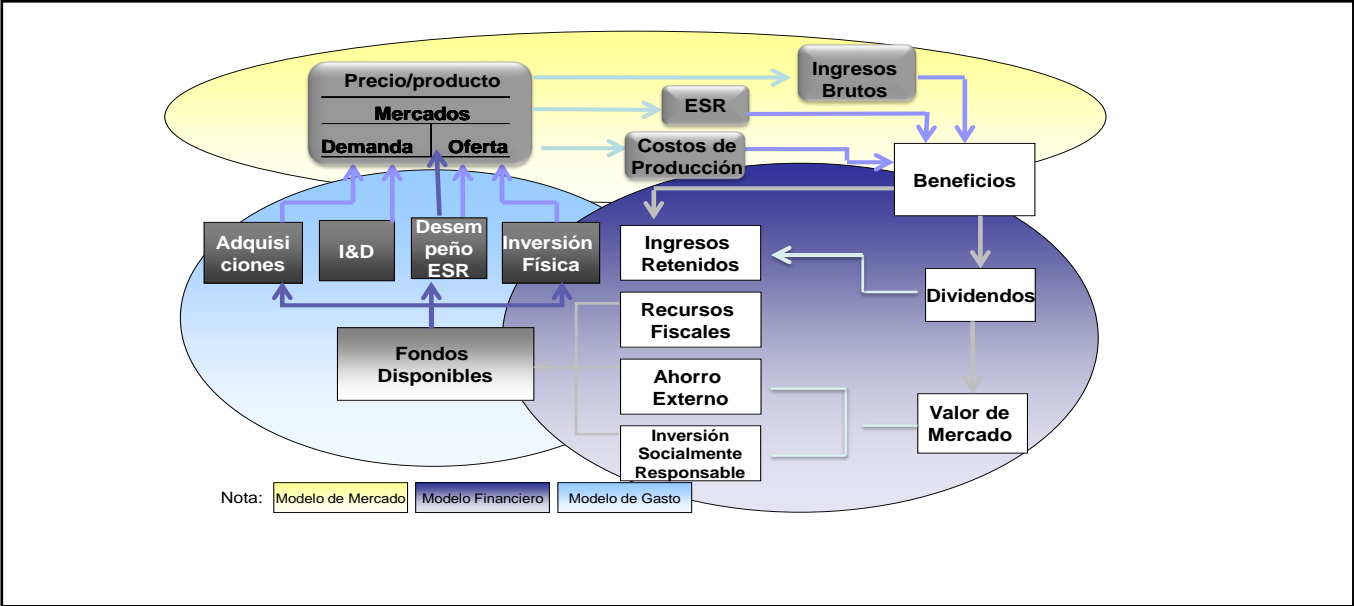 Precio/producto
Mercados
Demanda
Oferta
Ingresos
Brutos
ESR
Costos de
Producción
Beneficios
Adquisi
ciones
I&D
Desem
peño
ESR
Inversión
Física
Ingresos
Retenidos
Dividendos
Recursos
Fiscales
Fondos
Disponibles
Ahorro
Externo
Valor de
Mercado
Inversión
Socialmente
Responsable
Nota:
Modelo de Mercado
Modelo Financiero
Modelo de Gasto